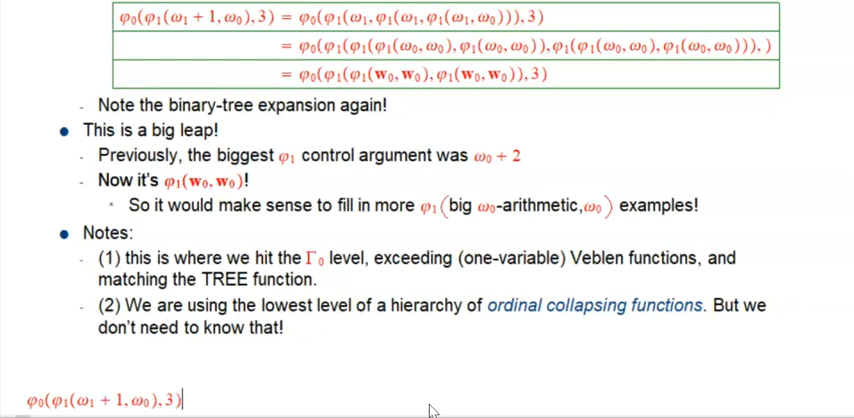 φ₀(φ₁(ω₁ + 1, ω₀), 3) = φ₀(φ₁(ω₁, φ₁(ω₁, φ₁(ω₁, ω₀))), 3)
= φ₀(φ₁(φ₁(φ₁(ω₀, ω₀), φ₁(ω₀, ω₀)), φ₁(φ₁(ω₀, ω₀), φ₁(ω₀, ω₀))), )
= φ₀(φ₁(φ₁(w₀, w₀), φ₁(w₀, w₀)), 3)
- Note the binary-tree expansion again!
● This is a big leap!
- Previously, the biggest φ₁ control argument was ω₀ + 2
- Now it's φ₁(w₀, w₀)!
* So it would make sense to fill in more φ₁(big ω₀-arithmetic,ω₀) examples!
● Notes:
- (1) this is where we hit the Γ₀ level, exceeding (one-variable) Veblen functions, and
matching the TREE function.
- (2) We are using the lowest level of a hierarchy of ordinal collapsing functions. But we
don't need to know that!
φ₀(φ₁(ω₁ + 1, ω₀), 3)